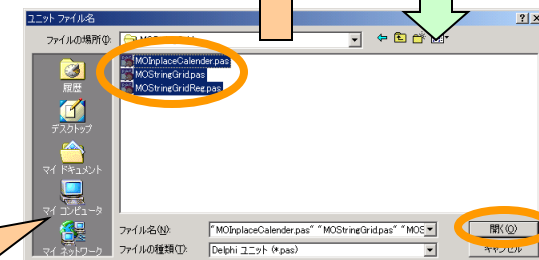 ユニット ファイル名
ファイルの場所(I):
MOInplaceCalender.pas
MOStringGrid.pas
MOStringGridReg.pas
履歴
デスクトップ
マイ ドキュメント
マイ コンピュータ
マイ ネットワーク
ファイル名(N):
"MOInplaceCalender.pas" "MOStringGrid.pas" "MOS
開く(O)
ファイルの種類(T):
Delphi ユニット (*.pas)
キャンセル